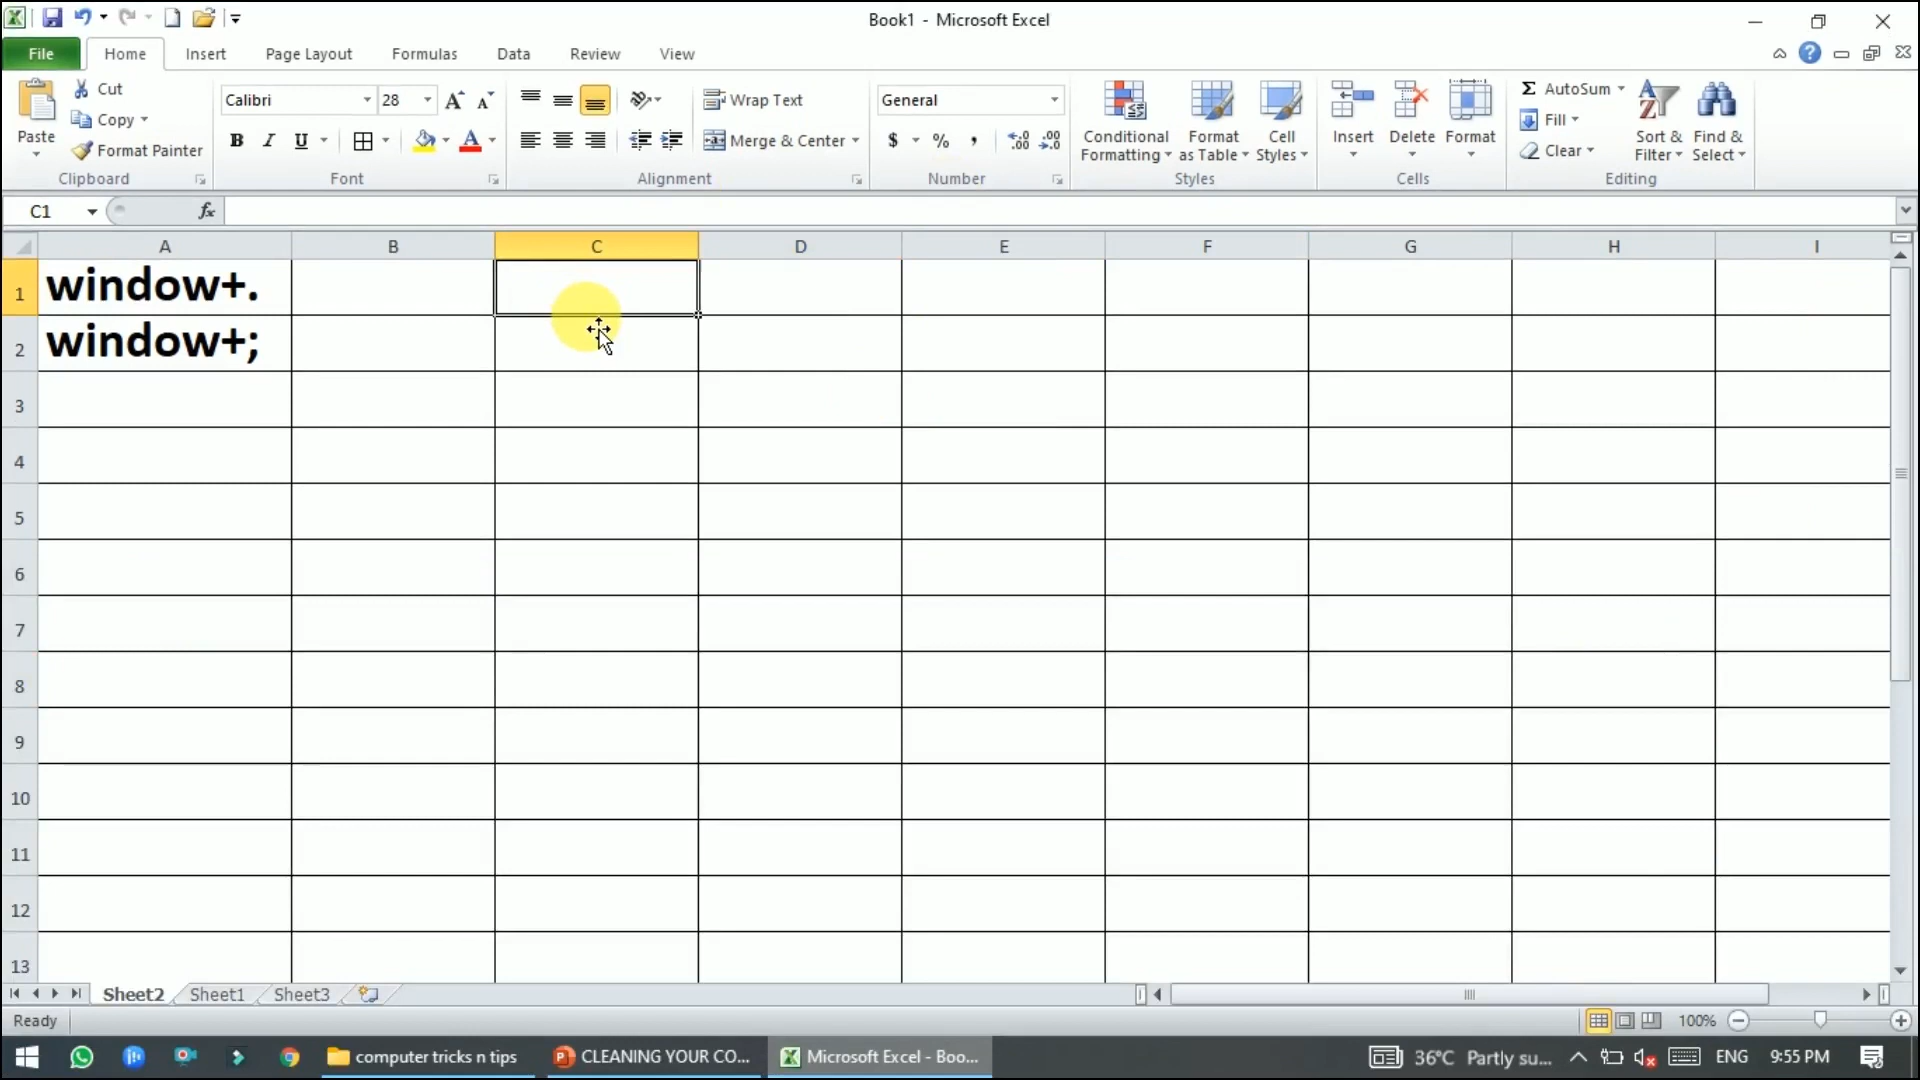 Book1 - Microsoft Excel
File Home Insert Page Layout Formulas Data Review View
Paste
Cut
Copy
Format Painter
Clipboard
Calibri 28
B I U
Font
Wrap Text
Merge & Center
Alignment
General
$ % ,
Number
Conditional Formatting
Format as Table
Cell Styles
Styles
Insert Delete Format
Cells
Σ AutoSum
Fill
Clear
Sort & Filter
Find & Select
Editing
C1 fx
A B C D E F G H I
1 window+.
2 window+;
3
4
5
6
7
8
9
10
11
12
13
Sheet2 Sheet1 Sheet3
Ready 100%
computer tricks n tips CLEANING YOUR CO... Microsoft Excel - Boo... 36°C Partly su... ENG 9:55 PM